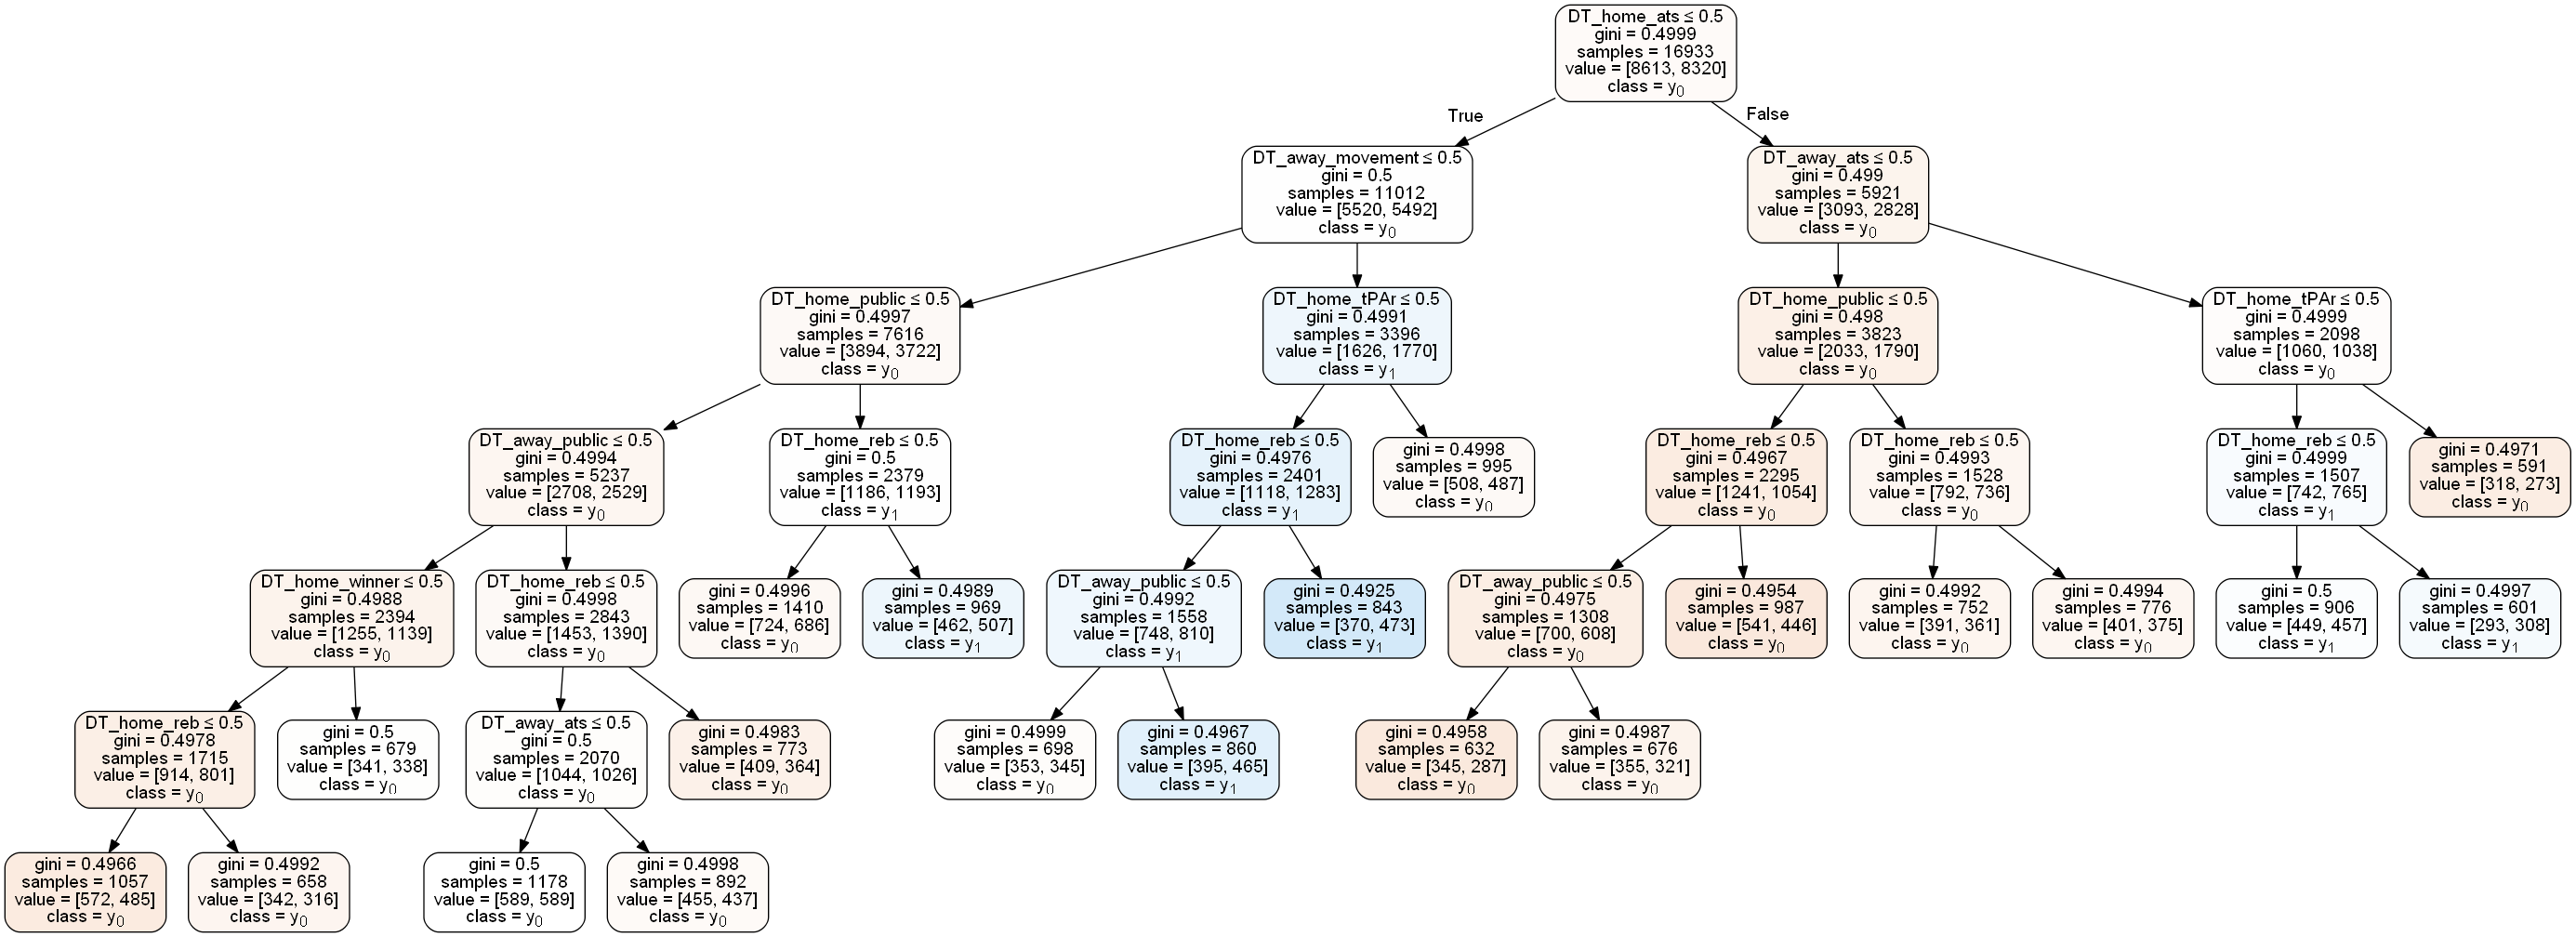 DT_home_ats ≤ 0.5
gini = 0.4999
samples = 16933
value = [8613, 8320]
class = y0
True
False
DT_away_movement ≤ 0.5
gini = 0.5
samples = 11012
value = [5520, 5492]
class = y0
DT_away_ats ≤ 0.5
gini = 0.499
samples = 5921
value = [3093, 2828]
class = y0
DT_home_public ≤ 0.5
gini = 0.4997
samples = 7616
value = [3894, 3722]
class = y0
DT_home_tPAr ≤ 0.5
gini = 0.4991
samples = 3396
value = [1626, 1770]
class = y1
DT_home_public ≤ 0.5
gini = 0.498
samples = 3823
value = [2033, 1790]
class = y0
DT_home_tPAr ≤ 0.5
gini = 0.4999
samples = 2098
value = [1060, 1038]
class = y0
DT_away_public ≤ 0.5
gini = 0.4994
samples = 5237
value = [2708, 2529]
class = y0
DT_home_reb ≤ 0.5
gini = 0.5
samples = 2379
value = [1186, 1193]
class = y1
DT_home_reb ≤ 0.5
gini = 0.4976
samples = 2401
value = [1118, 1283]
class = y1
gini = 0.4998
samples = 995
value = [508, 487]
class = y0
DT_home_reb ≤ 0.5
gini = 0.4967
samples = 2295
value = [1241, 1054]
class = y0
DT_home_reb ≤ 0.5
gini = 0.4993
samples = 1528
value = [792, 736]
class = y0
DT_home_reb ≤ 0.5
gini = 0.4999
samples = 1507
value = [742, 765]
class = y1
gini = 0.4971
samples = 591
value = [318, 273]
class = y0
DT_home_winner ≤ 0.5
gini = 0.4988
samples = 2394
value = [1255, 1139]
class = y0
DT_home_reb ≤ 0.5
gini = 0.4998
samples = 2843
value = [1453, 1390]
class = y0
gini = 0.4996
samples = 1410
value = [724, 686]
class = y0
gini = 0.4989
samples = 969
value = [462, 507]
class = y1
DT_away_public ≤ 0.5
gini = 0.4992
samples = 1558
value = [748, 810]
class = y1
gini = 0.4925
samples = 843
value = [370, 473]
class = y1
DT_away_public ≤ 0.5
gini = 0.4975
samples = 1308
value = [700, 608]
class = y0
gini = 0.4954
samples = 987
value = [541, 446]
class = y0
gini = 0.4992
samples = 752
value = [391, 361]
class = y0
gini = 0.4994
samples = 776
value = [401, 375]
class = y0
gini = 0.5
samples = 906
value = [449, 457]
class = y1
gini = 0.4997
samples = 601
value = [293, 308]
class = y1
DT_home_reb ≤ 0.5
gini = 0.4978
samples = 1715
value = [914, 801]
class = y0
gini = 0.5
samples = 679
value = [341, 338]
class = y0
DT_away_ats ≤ 0.5
gini = 0.5
samples = 2070
value = [1044, 1026]
class = y0
gini = 0.4983
samples = 773
value = [409, 364]
class = y0
gini = 0.4999
samples = 698
value = [353, 345]
class = y0
gini = 0.4967
samples = 860
value = [395, 465]
class = y1
gini = 0.4958
samples = 632
value = [345, 287]
class = y0
gini = 0.4987
samples = 676
value = [355, 321]
class = y0
gini = 0.4966
samples = 1057
value = [572, 485]
class = y0
gini = 0.4992
samples = 658
value = [342, 316]
class = y0
gini = 0.5
samples = 1178
value = [589, 589]
class = y0
gini = 0.4998
samples = 892
value = [455, 437]
class = y0